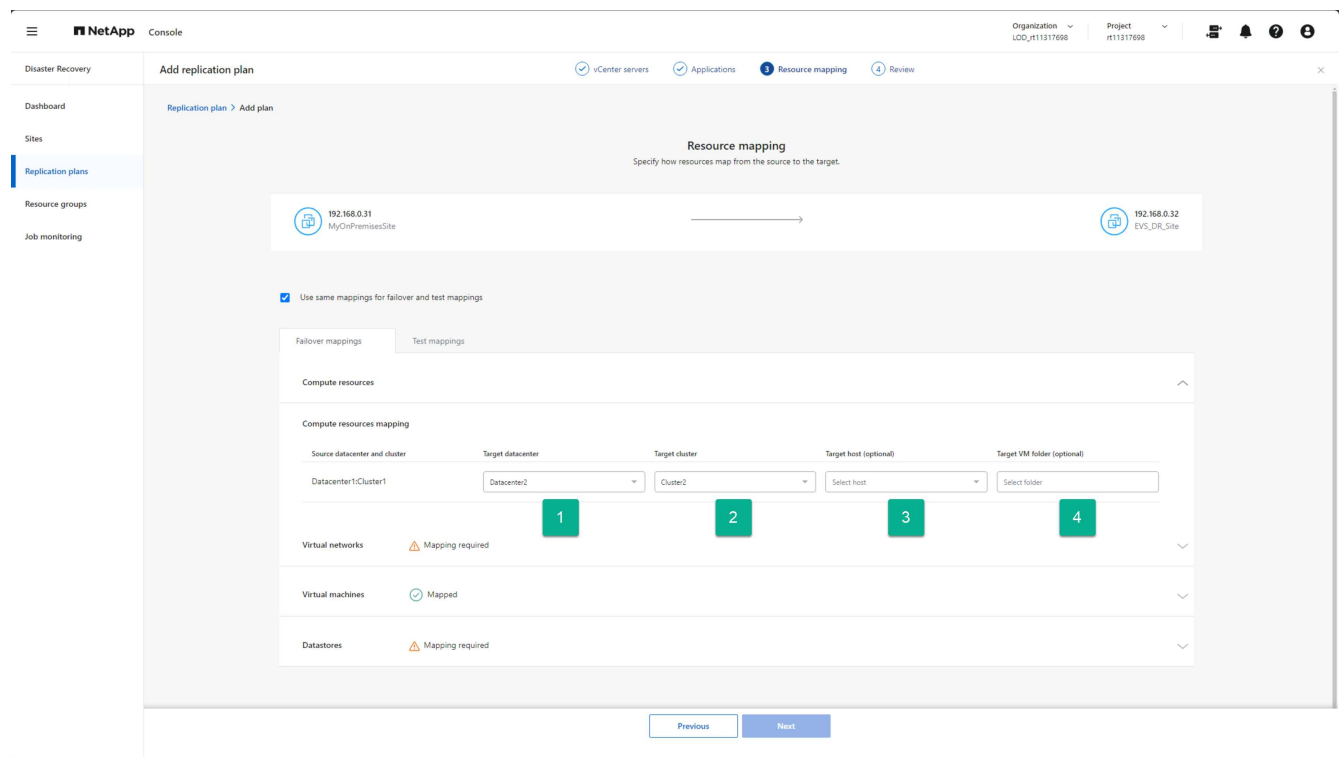 NetApp Console
Organization
LOD_rt11317698
Project
rt11317698
Disaster Recovery
Add replication plan
vCenter servers
Applications
3 Resource mapping
4 Review
Dashboard
Sites
Replication plans
Resource groups
Job monitoring
Replication plan > Add plan
Resource mapping
Specify how resources map from the source to the target.
192.168.0.31
MyOnPremisesSite
192.168.0.32
EVS_DR_Site
Use same mappings for failover and test mappings
Failover mappings Test mappings
Compute resources
Compute resources mapping
Source datacenter and cluster Target datacenter Target cluster Target host (optional) Target VM folder (optional)
Datacenter1:Cluster1 Datacenter2 Cluster2 Select host Select folder
1 2 3 4
Virtual networks Mapping required
Virtual machines Mapped
Datastores Mapping required
Previous Next